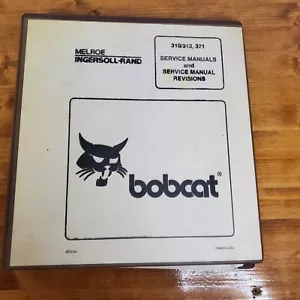 MELROE
INGERSOLL-RAND
310/313, 371
SERVICE MANUALS
and
SERVICE MANUAL
REVISIONS
bobcat®